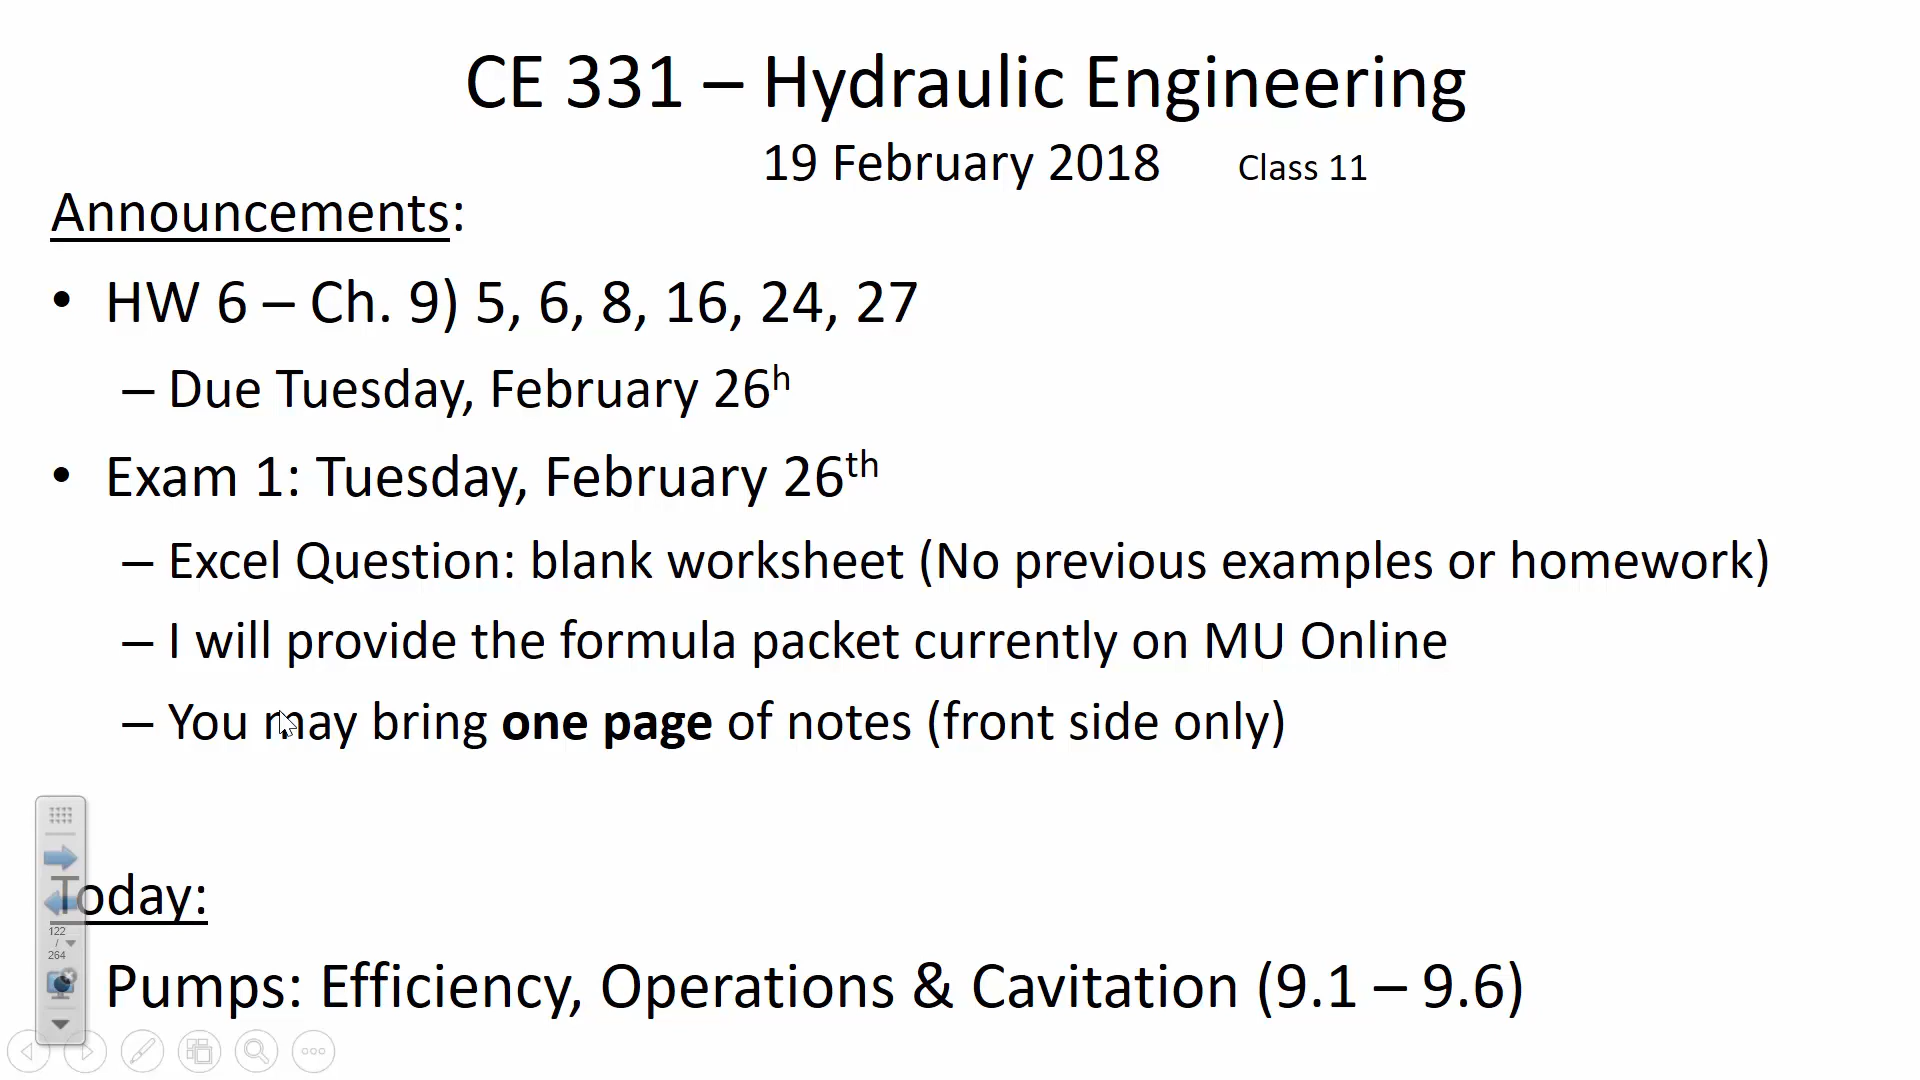 CE 331 – Hydraulic Engineering
19 February 2018 Class 11
Announcements:
• HW 6 – Ch. 9) 5, 6, 8, 16, 24, 27
– Due Tuesday, February 26h
• Exam 1: Tuesday, February 26th
– Excel Question: blank worksheet (No previous examples or homework)
– I will provide the formula packet currently on MU Online
– You may bring one page of notes (front side only)
Today:
122
/
264
Pumps: Efficiency, Operations & Cavitation (9.1 – 9.6)